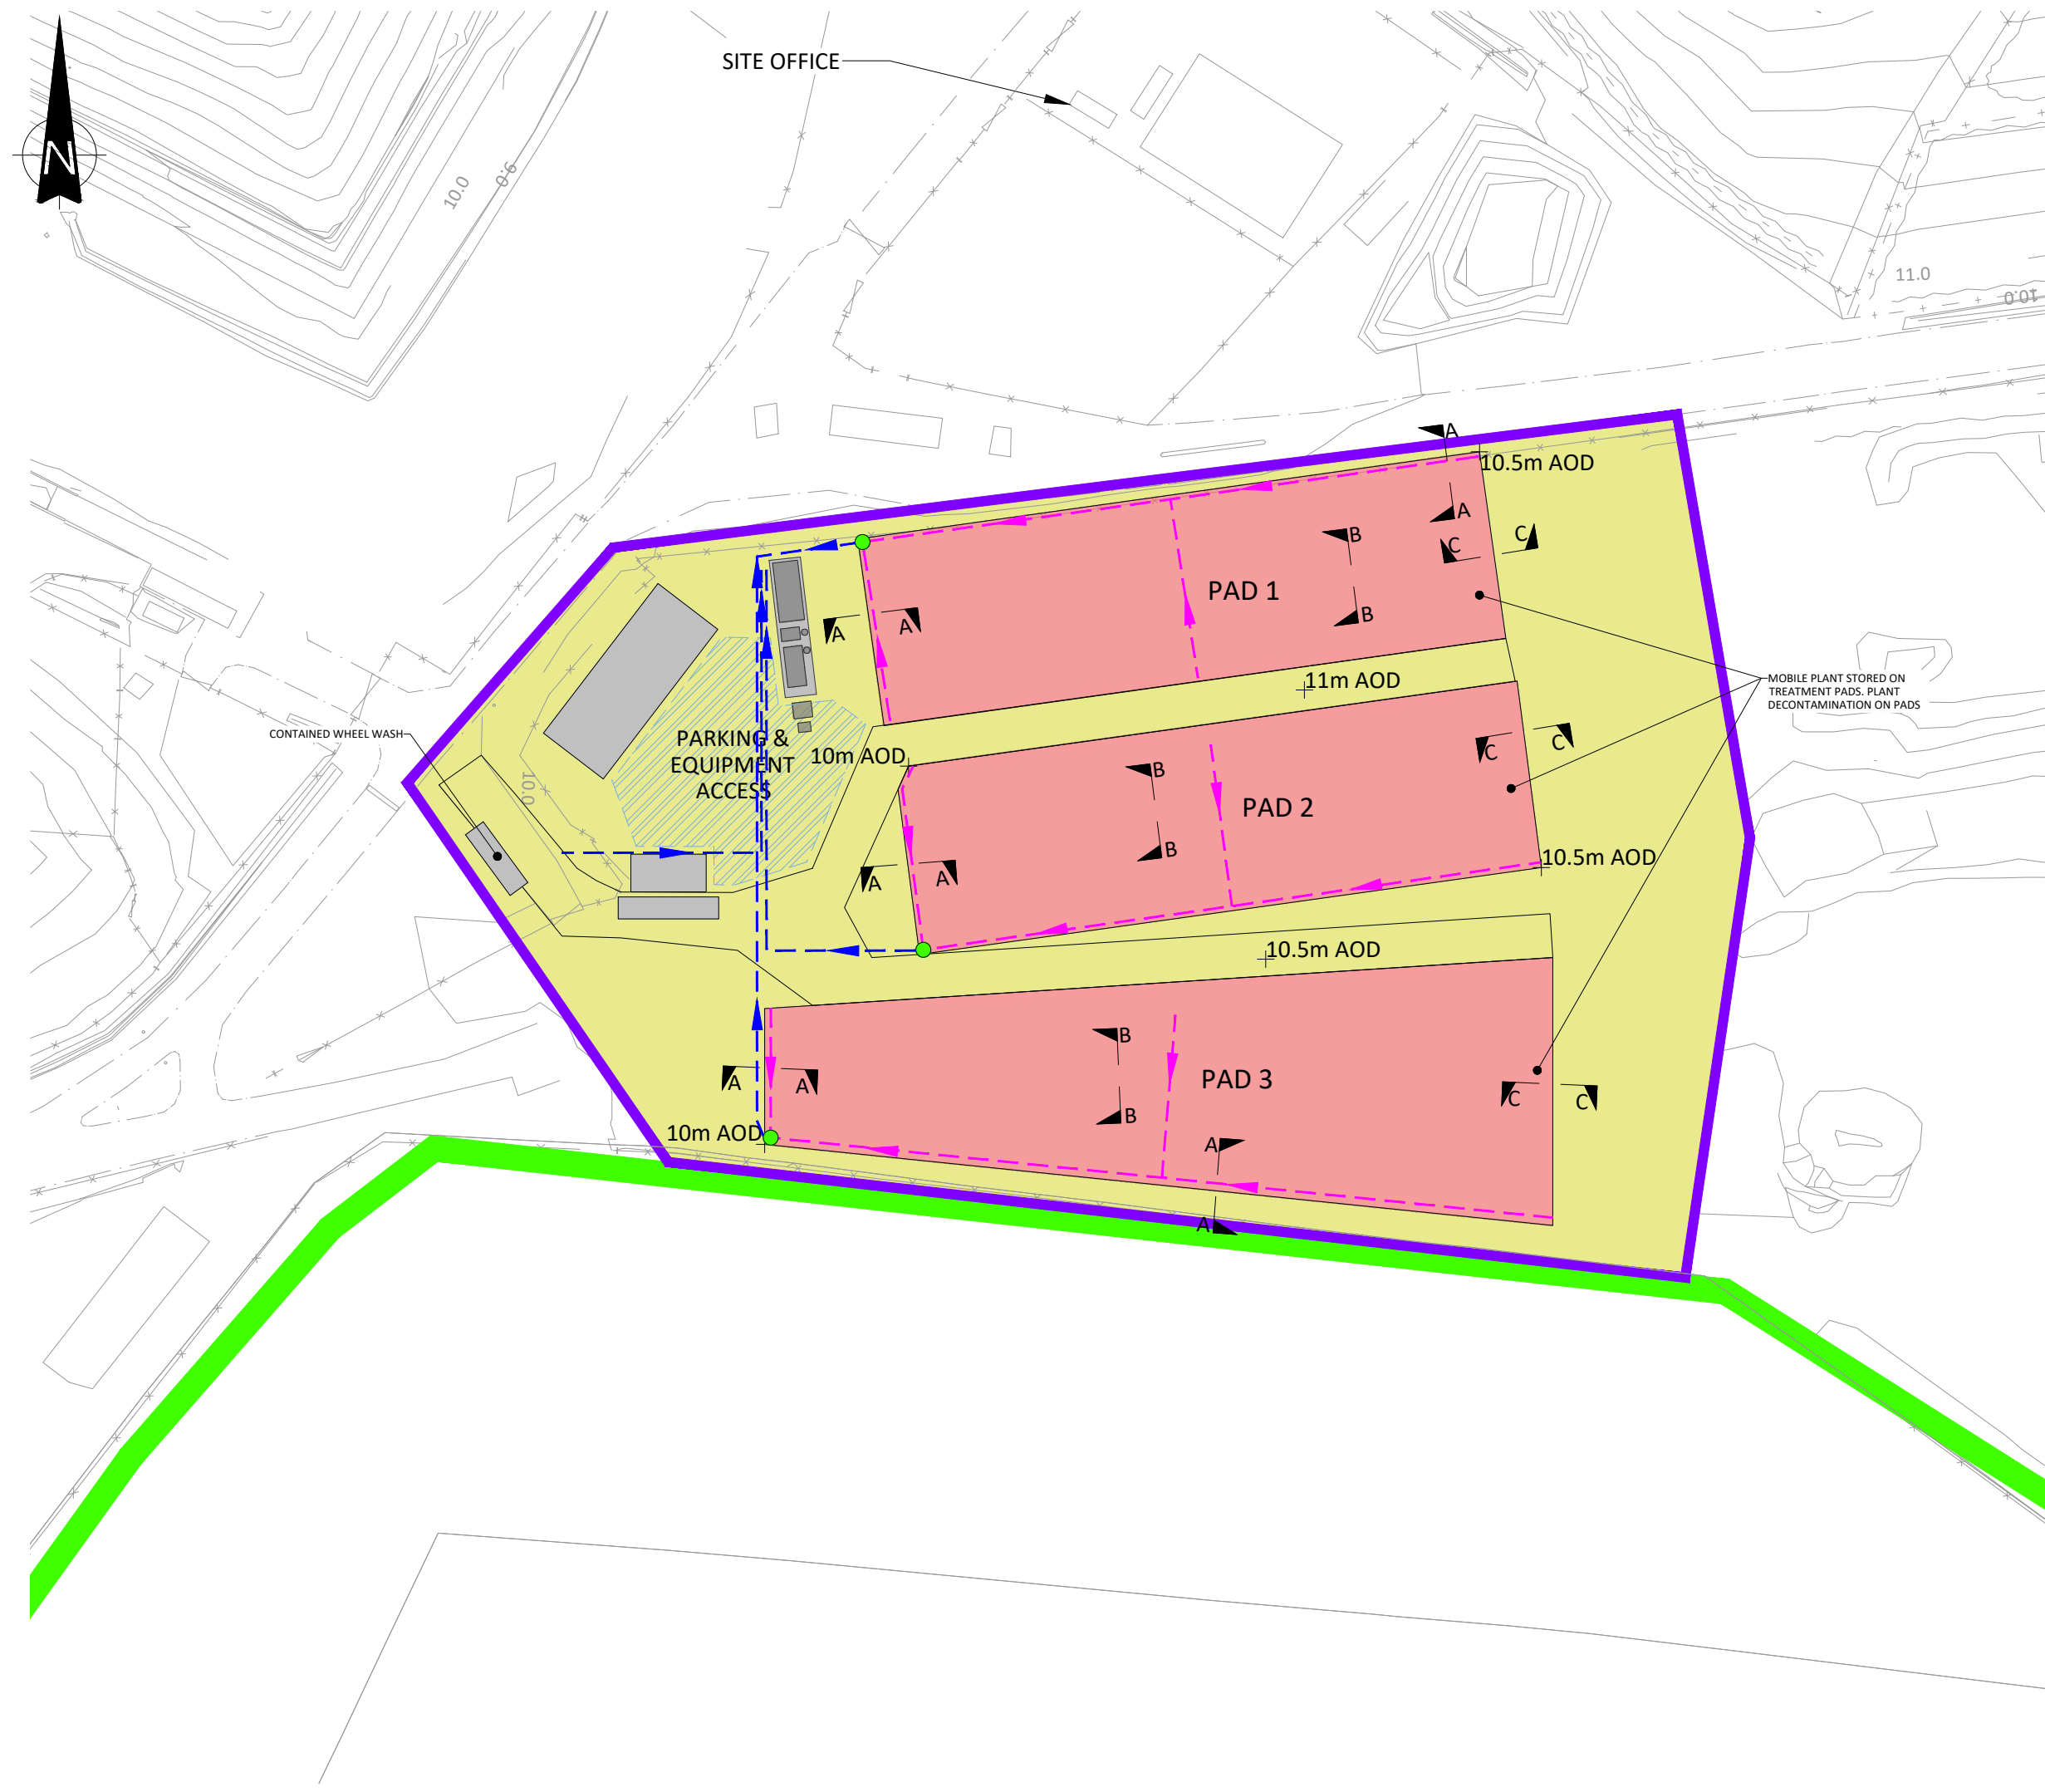 SITE OFFICE
N
10.0
9.0
11.0
10.0
A
10.5m AOD
A
B
C
C
PAD 1
B
A
A
11m AOD
MOBILE PLANT STORED ON
TREATMENT PADS. PLANT
DECONTAMINATION ON PADS
CONTAINED WHEEL WASH
PARKING &
EQUIPMENT
ACCESS
10m AOD
10.0
C
C
B
PAD 2
B
10.5m AOD
A
A
10.5m AOD
B
PAD 3
A
A
C
C
B
10m AOD
A
A